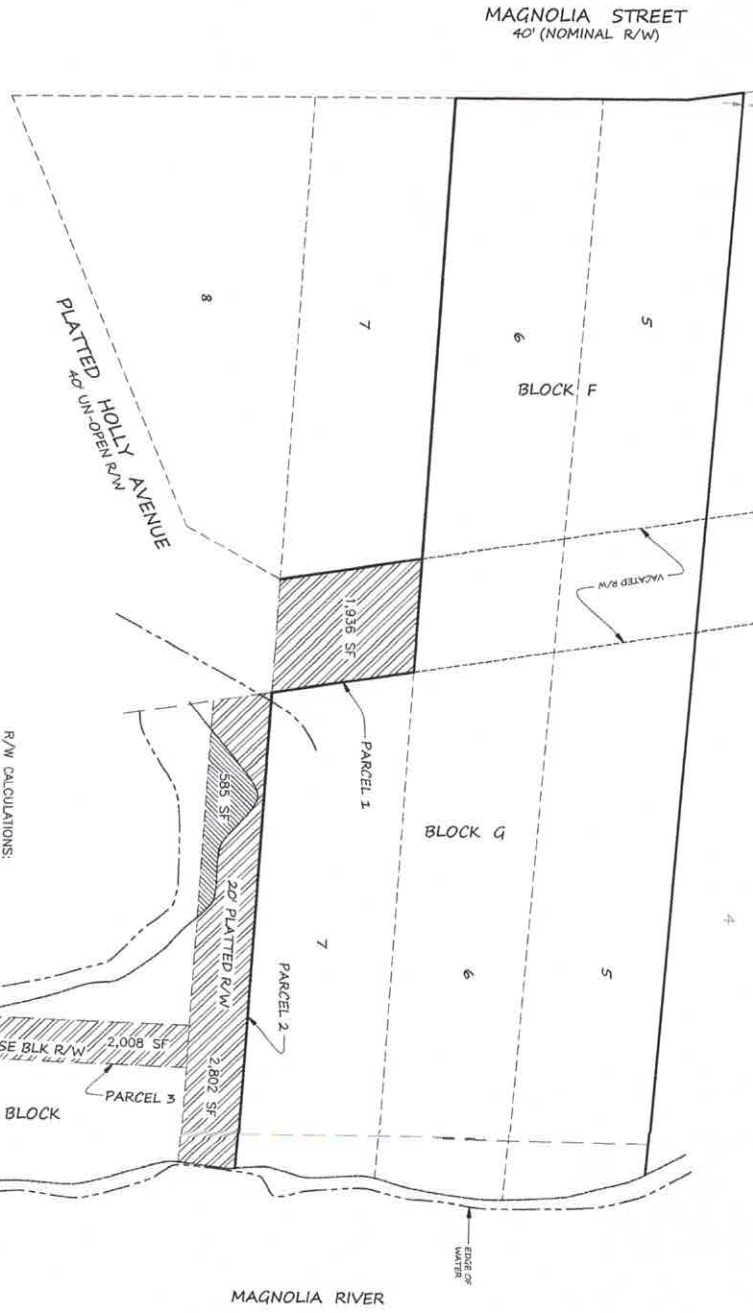 MAGNOLIA STREET
40' (NOMINAL R/W)
8
7
6
5
BLOCK F
PLATTED HOLLY AVENUE
40' UN-OPEN R/W
VACATED R/W
1,936 SF
PARCEL 1
R/W CALCULATIONS:
585 SF
20' PLATTED R/W
2,802 SF
PARCEL 2
BLOCK G
7
6
5
4
SE BLK R/W
2,008 SF
PARCEL 3
BLOCK
EDGE OF
WATER
MAGNOLIA RIVER